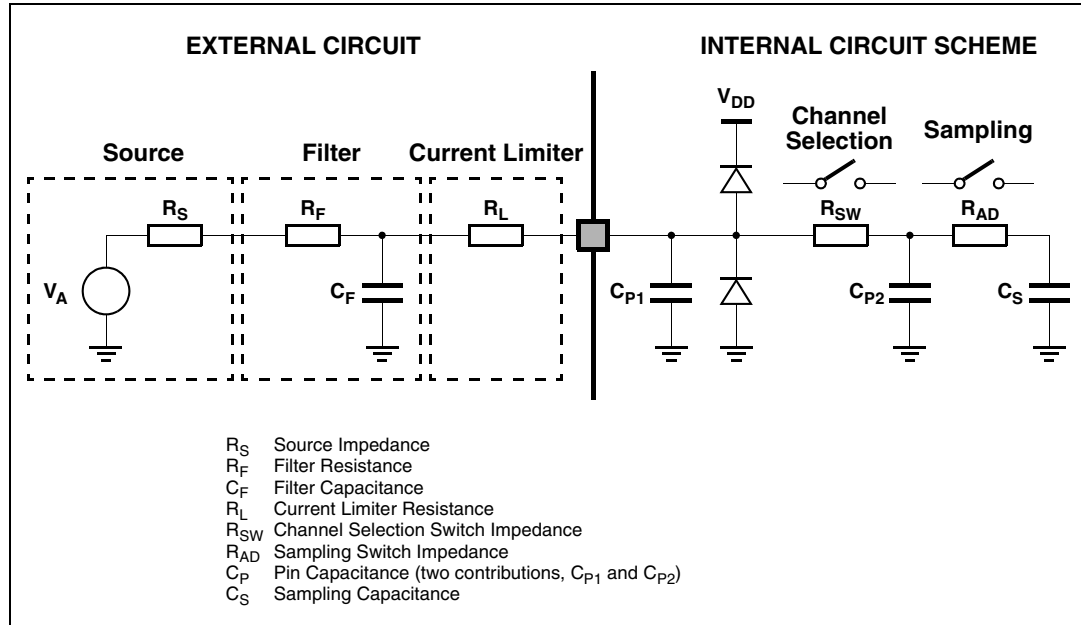 EXTERNAL CIRCUIT
INTERNAL CIRCUIT SCHEME
VDD
Channel
Selection
Sampling
Source
Filter
Current Limiter
RS
RF
RL
RSW
RAD
VA
CF
CP1
CP2
CS
RS Source Impedance
RF Filter Resistance
CF Filter Capacitance
RL Current Limiter Resistance
RSW Channel Selection Switch Impedance
RAD Sampling Switch Impedance
CP Pin Capacitance (two contributions, CP1 and CP2)
CS Sampling Capacitance